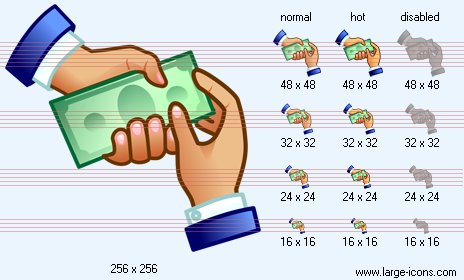 normal hot disabled
48 x 48 48 x 48 48 x 48
32 x 32 32 x 32 32 x 32
24 x 24 24 x 24 24 x 24
16 x 16 16 x 16 16 x 16
256 x 256
www.large-icons.com